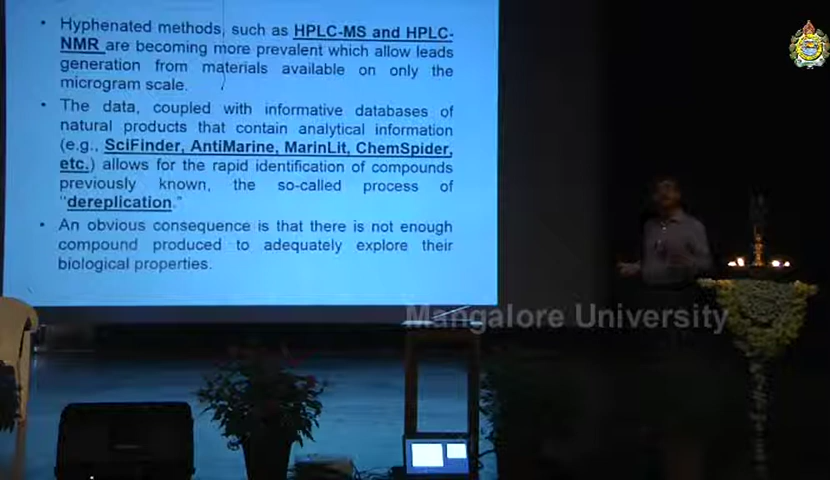 • Hyphenated methods, such as HPLC-MS and HPLC-
NMR are becoming more prevalent which allow leads
generation from materials available on only the
microgram scale.
• The data, coupled with informative databases of
natural products that contain analytical information
(e.g., SciFinder, AntiMarine, MarinLit, ChemSpider,
etc.) allows for the rapid identification of compounds
previously known, the so-called process of
"dereplication."
• An obvious consequence is that there is not enough
compound produced to adequately explore their
biological properties.
Mangalore University